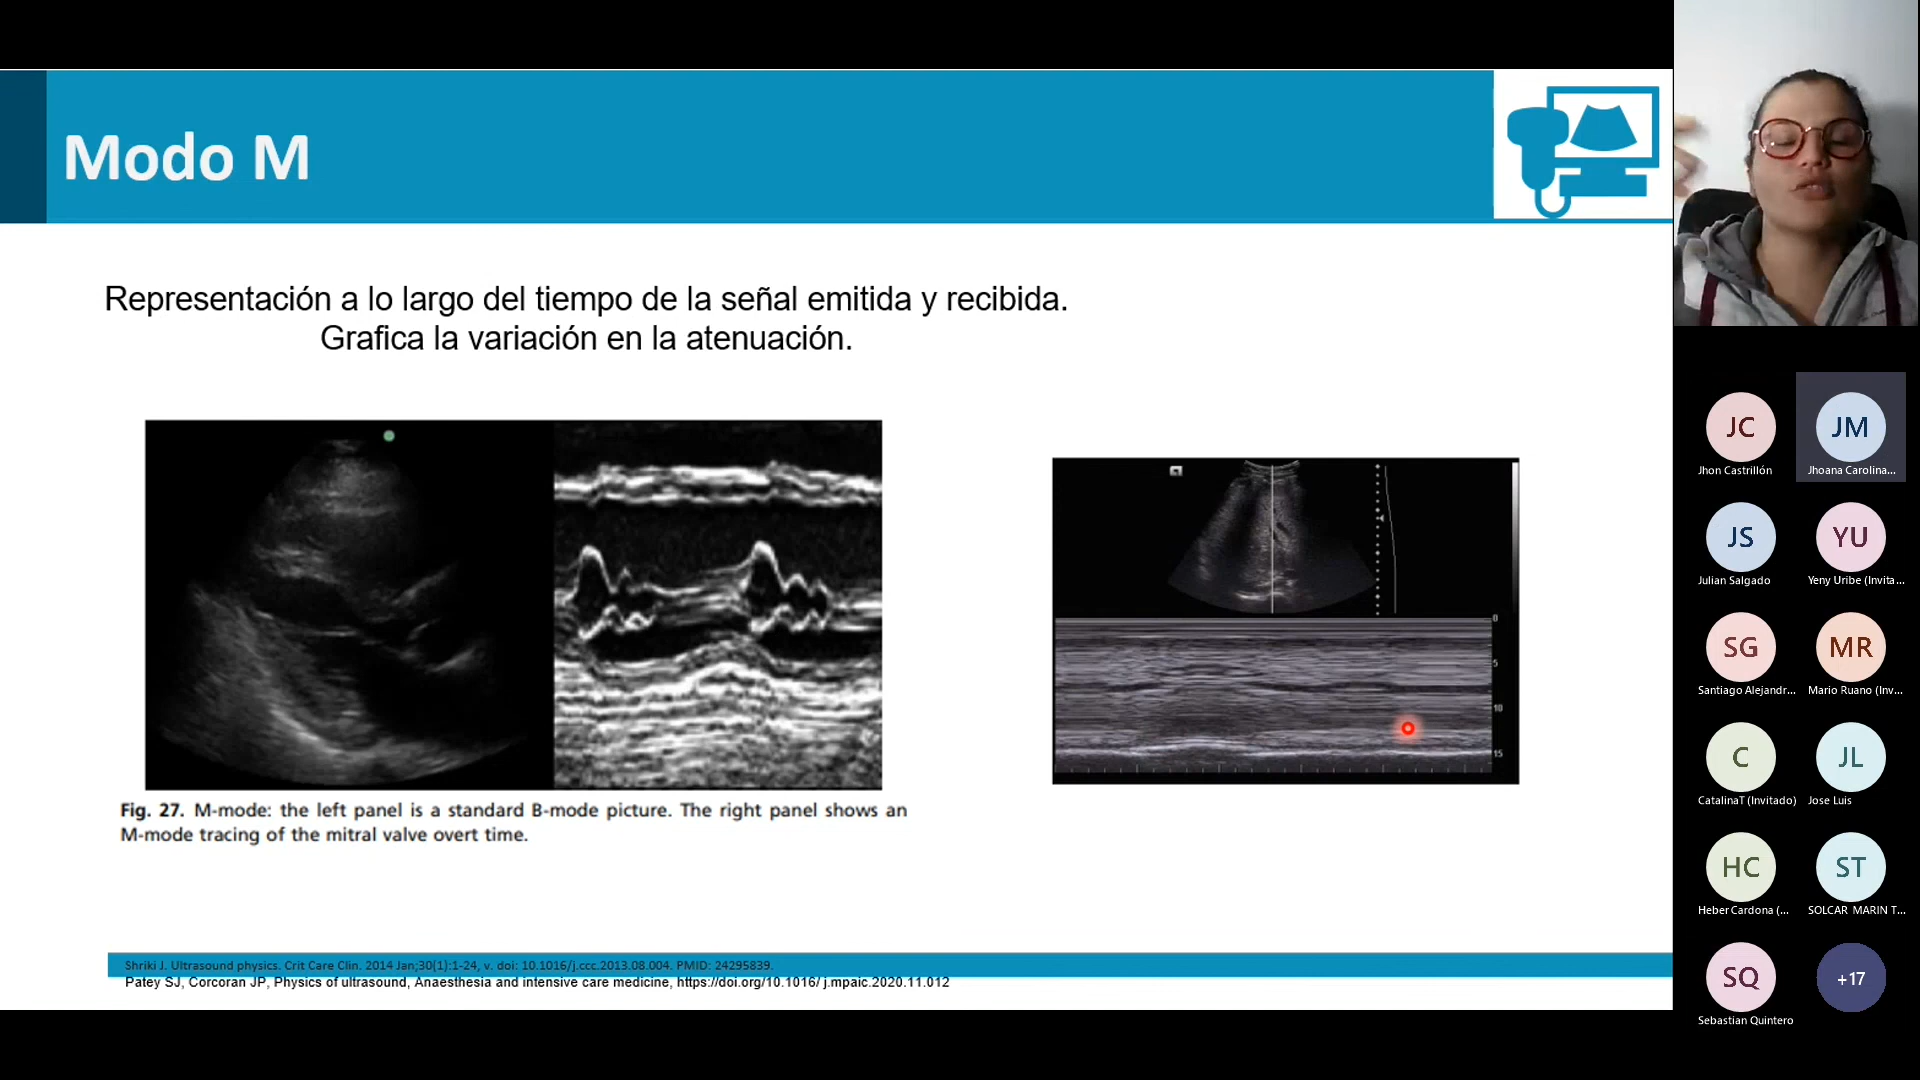 Modo M
Representación a lo largo del tiempo de la señal emitida y recibida.
Grafica la variación en la atenuación.
0
5
10
15
Fig. 27. M-mode: the left panel is a standard B-mode picture. The right panel shows an
M-mode tracing of the mitral valve overt time.
Shriki J. Ultrasound physics. Crit Care Clin. 2014 Jan;30(1):1-24, v. doi: 10.1016/j.ccc.2013.08.004. PMID: 24295839.
Patey SJ, Corcoran JP, Physics of ultrasound, Anaesthesia and intensive care medicine, https://doi.org/10.1016/ j.mpaic.2020.11.012
JC
Jhon Castrillón
JM
Jhoana Carolina...
JS
Julian Salgado
YU
Yeny Uribe (Invita...
SG
Santiago Alejandr...
MR
Mario Ruano (Inv...
C
CatalinaT (Invitado)
JL
Jose Luis
HC
Heber Cardona (...
ST
SOLCAR MARIN T...
SQ
Sebastian Quintero
+17